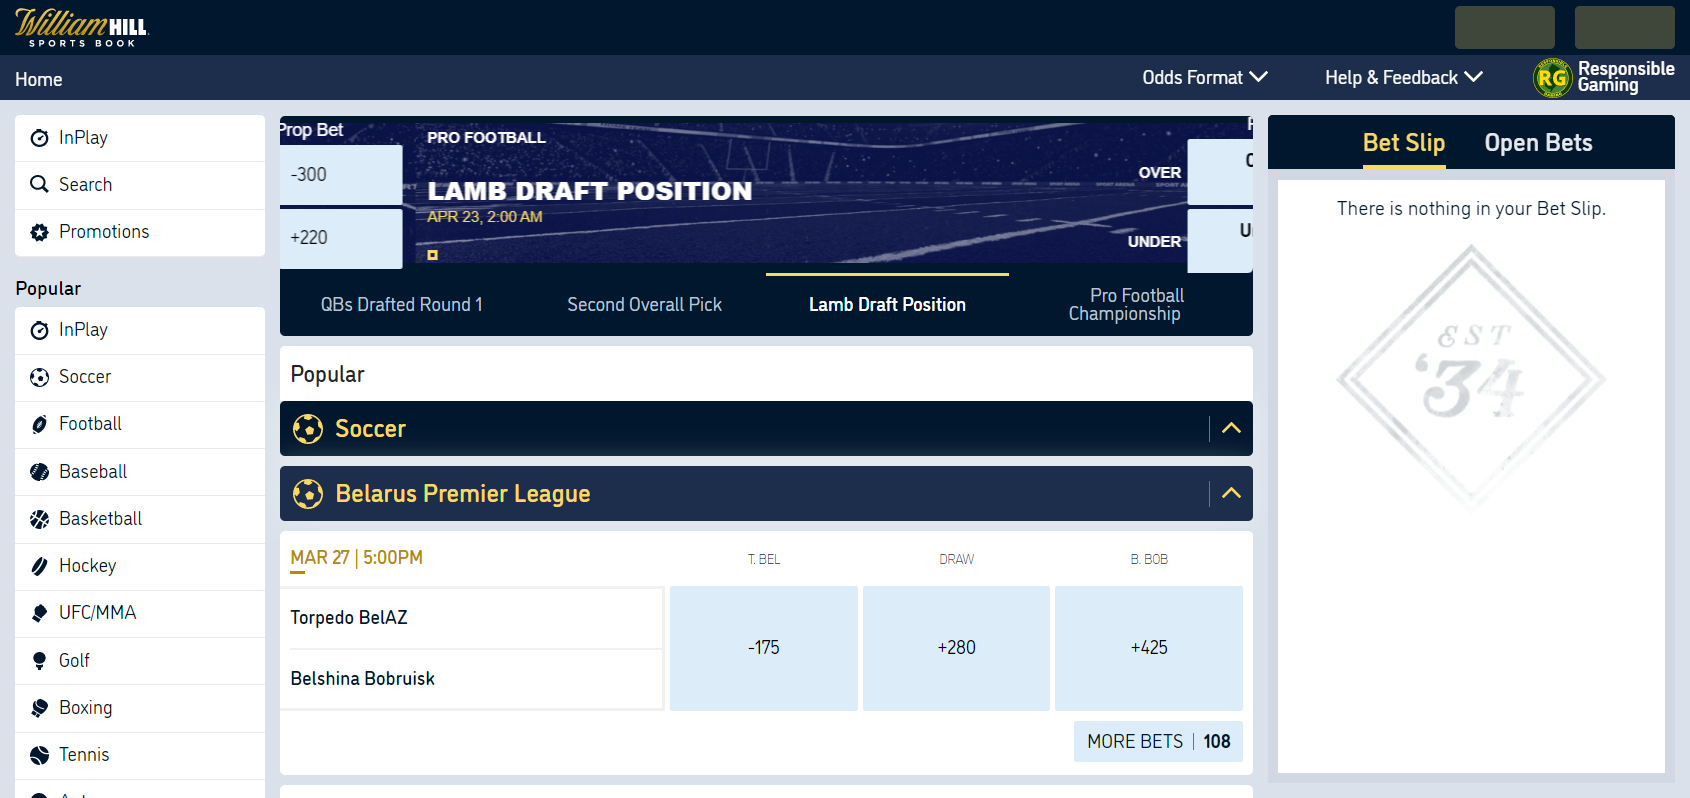 William HILL
SPORTS BOOK
Home
Odds Format
Help & Feedback
RG
Responsible
Gaming
InPlay
Search
Promotions
Popular
InPlay
Soccer
Football
Baseball
Basketball
Hockey
UFC/MMA
Golf
Boxing
Tennis
Prop Bet
-300
+220
PRO FOOTBALL
LAMB DRAFT POSITION
APR 23, 2:00 AM
OVER
UNDER
QBs Drafted Round 1
Second Overall Pick
Lamb Draft Position
Pro Football
Championship
Popular
Soccer
Belarus Premier League
MAR 27 | 5:00PM
T. BEL
DRAW
B. BOB
Torpedo BelAZ
Belshina Bobruisk
-175
+280
+425
MORE BETS | 108
Bet Slip
Open Bets
There is nothing in your Bet Slip.
EST
'34